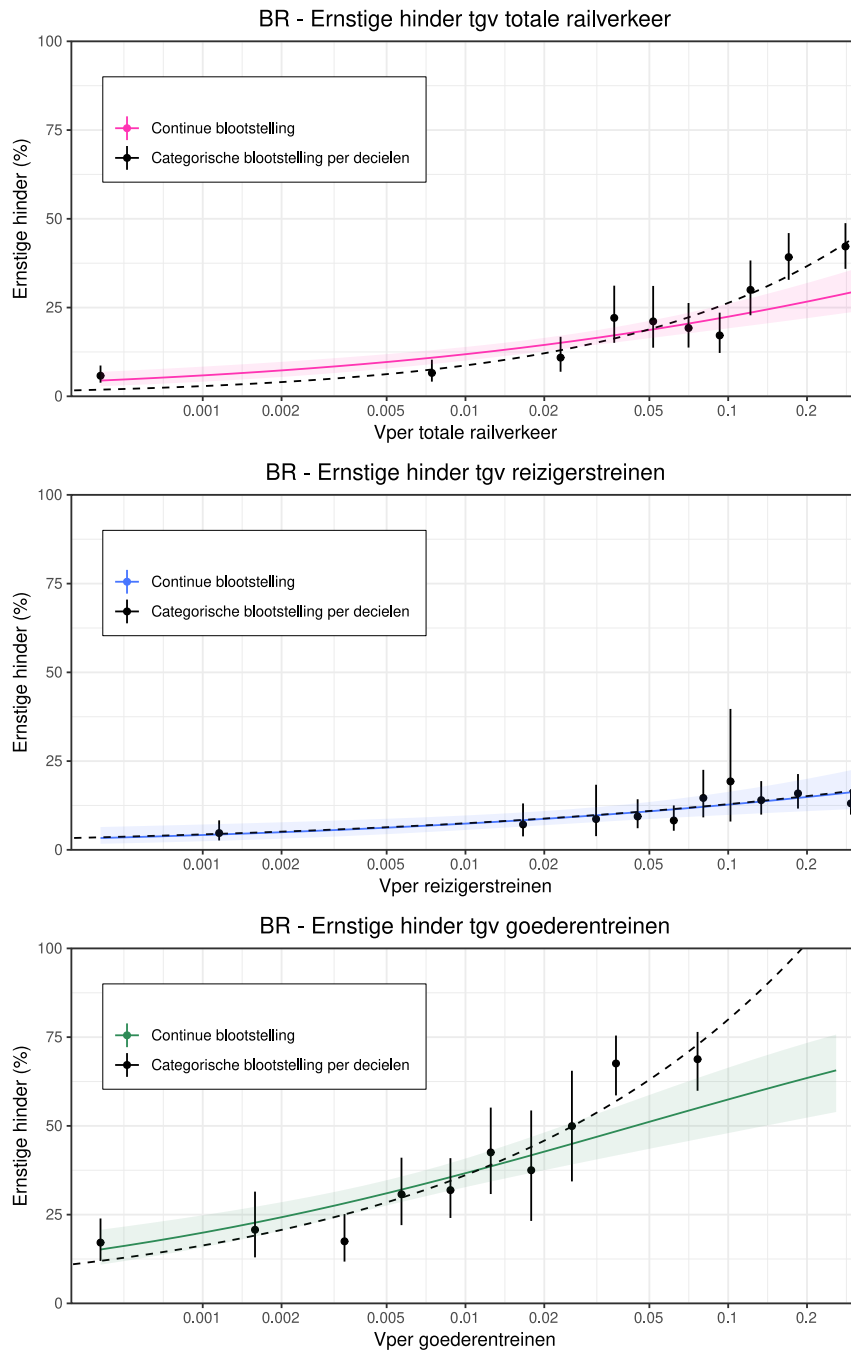 BR - Ernstige hinder tgv totale railverkeer
100
75
50
25
0
Ernstige hinder (%)
Continue blootstelling
Categorische blootstelling per decielen
0.001 0.002 0.005 0.01 0.02 0.05 0.1 0.2
Vper totale railverkeer
BR - Ernstige hinder tgv reizigerstreinen
100
75
50
25
0
Ernstige hinder (%)
Continue blootstelling
Categorische blootstelling per decielen
0.001 0.002 0.005 0.01 0.02 0.05 0.1 0.2
Vper reizigerstreinen
BR - Ernstige hinder tgv goederentreinen
100
75
50
25
0
Ernstige hinder (%)
Continue blootstelling
Categorische blootstelling per decielen
0.001 0.002 0.005 0.01 0.02 0.05 0.1 0.2
Vper goederentreinen